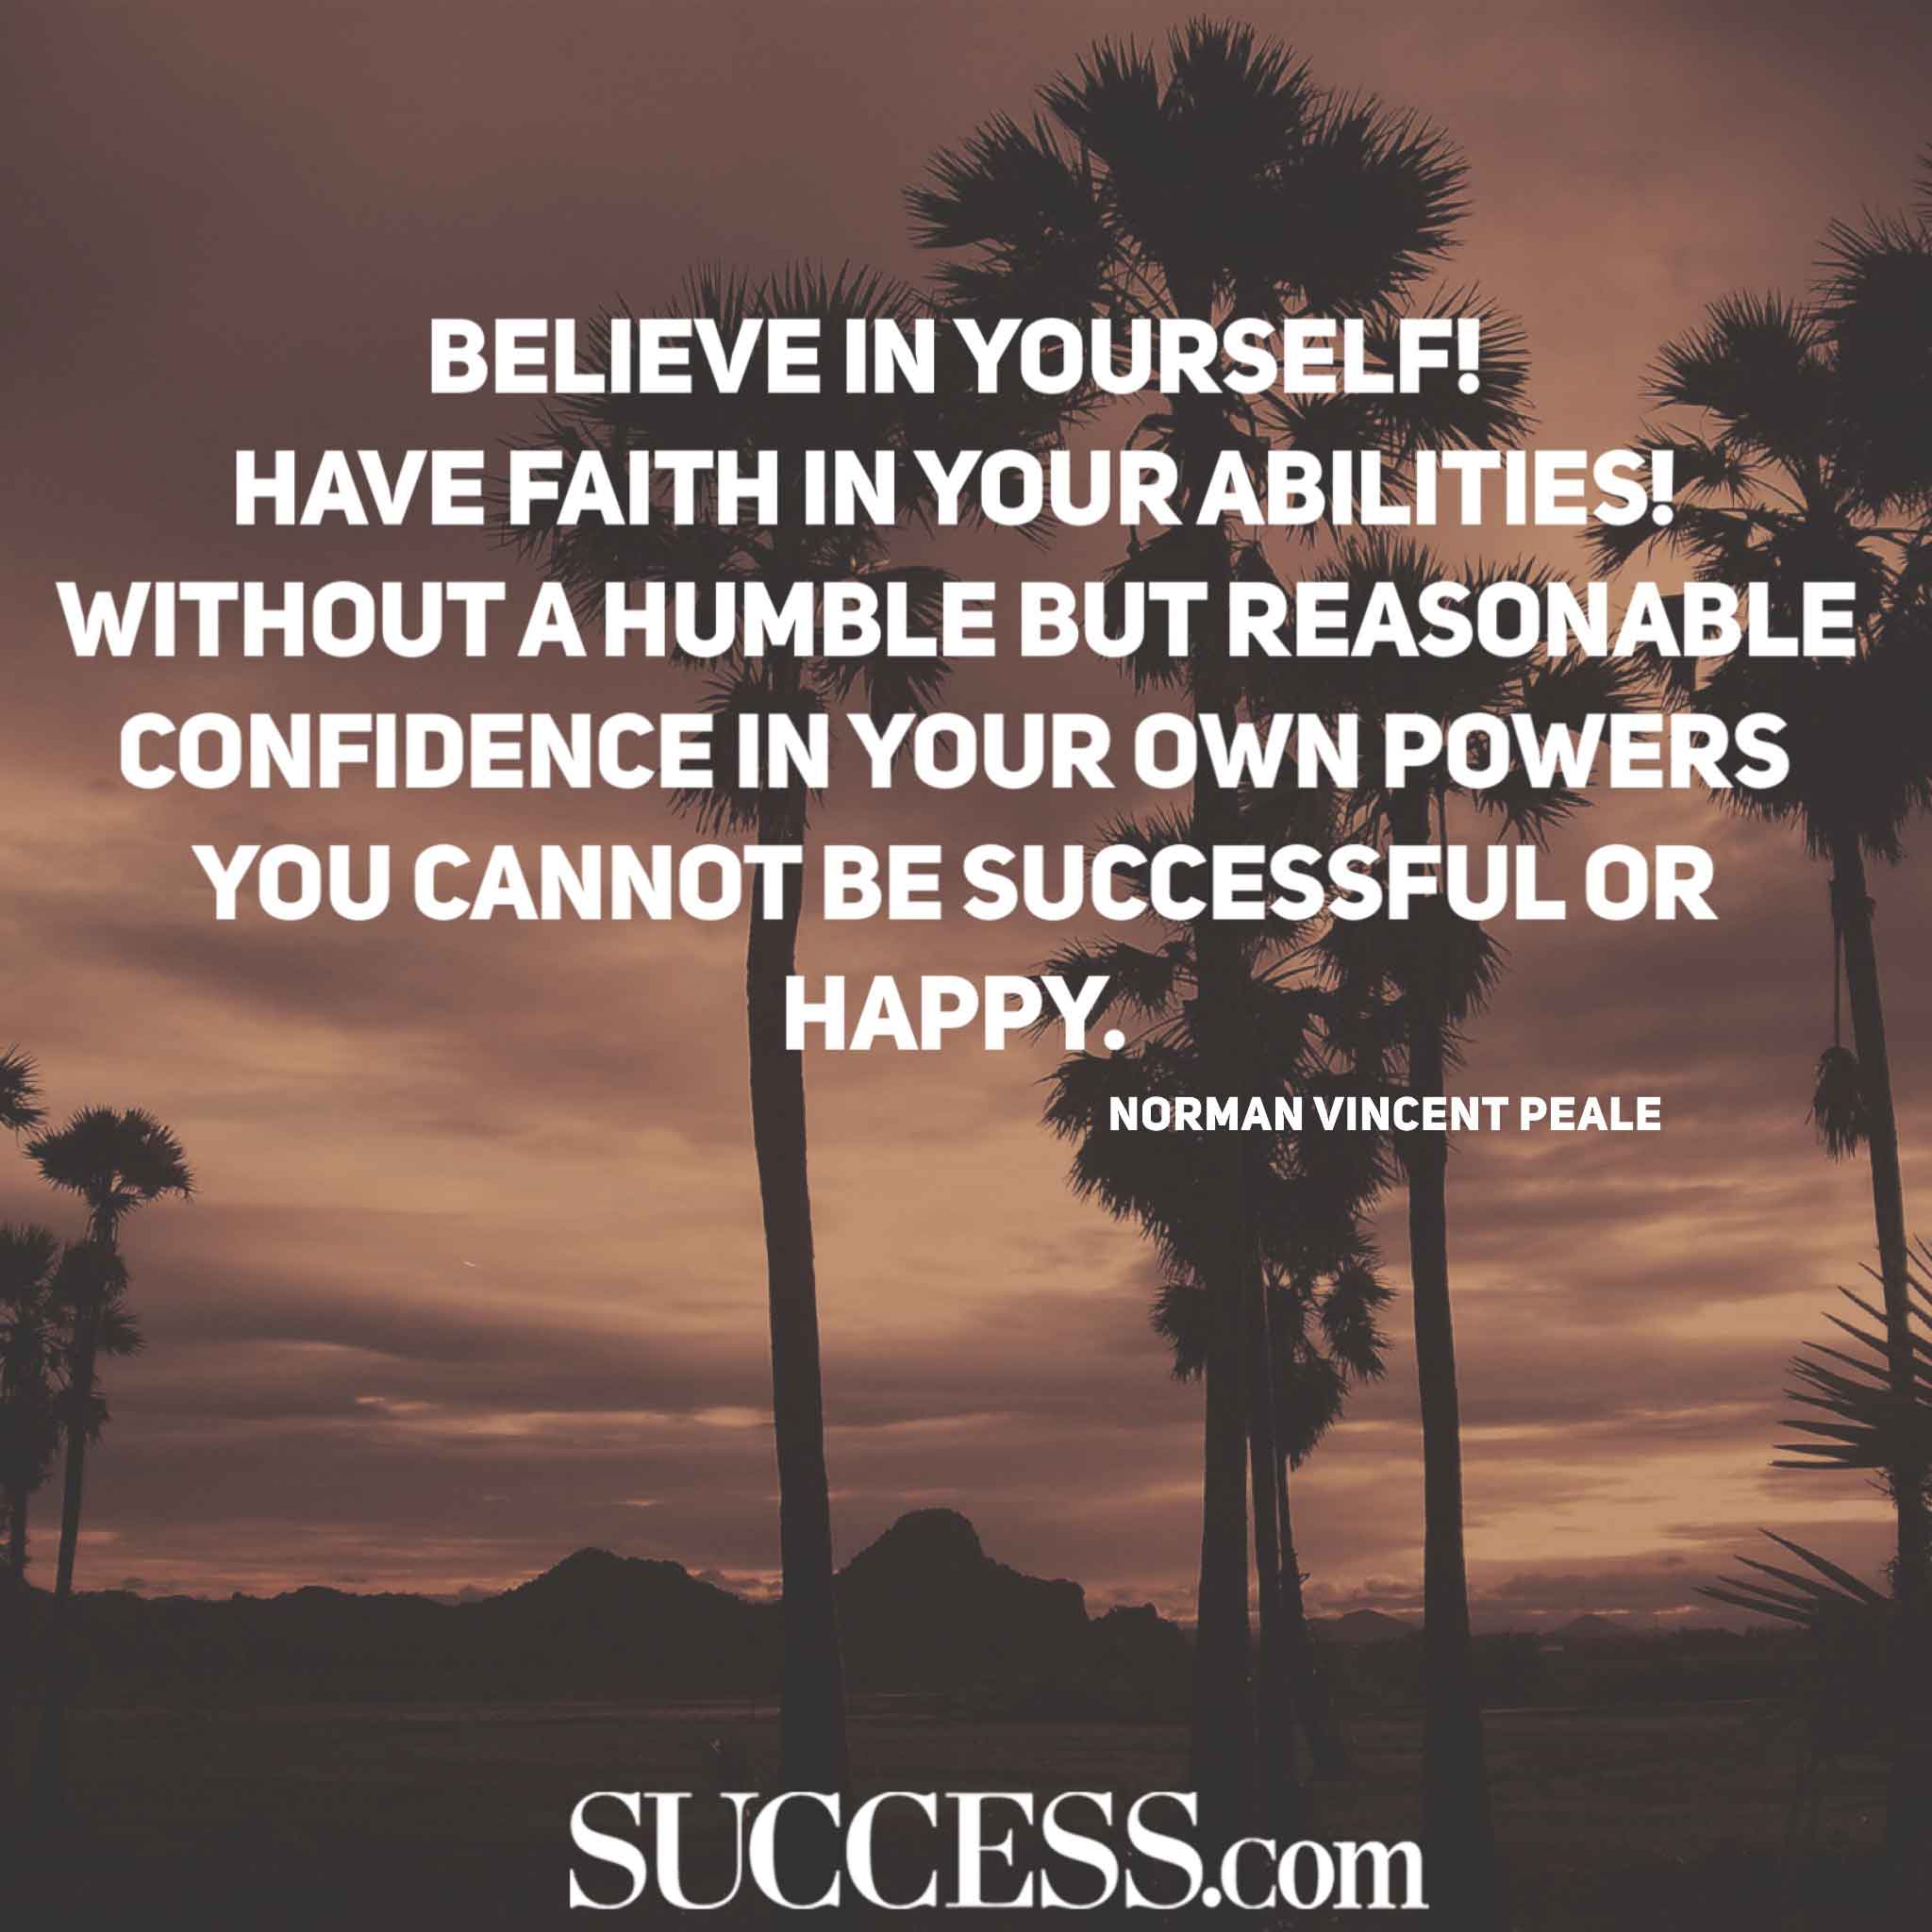 BELIEVE IN YOURSELF!
HAVE FAITH IN YOUR ABILITIES!
WITHOUT A HUMBLE BUT REASONABLE
CONFIDENCE IN YOUR OWN POWERS
YOU CANNOT BE SUCCESSFUL OR
HAPPY.
NORMAN VINCENT PEALE
SUCCESS.com